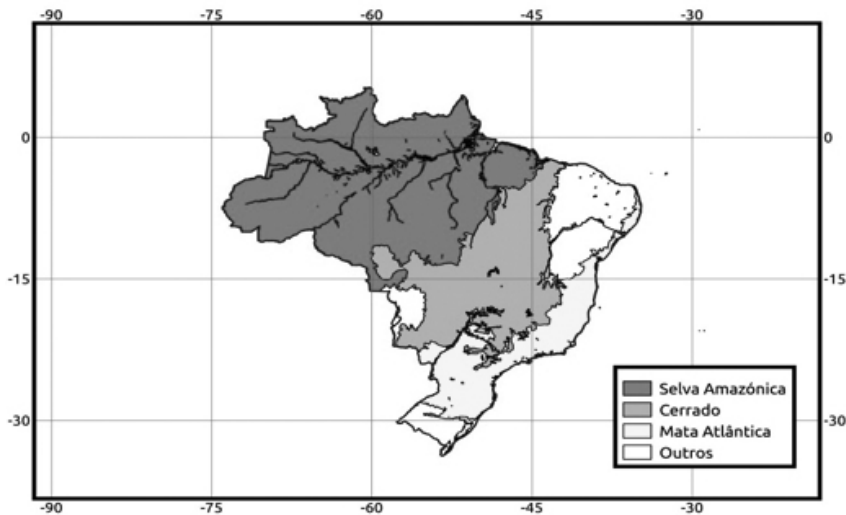 -90 -75 -60 -45 -30
0 0
-15 -15
-30 -30
Selva Amazónica
Cerrado
Mata Atlântica
Outros
-90 -75 -60 -45 -30